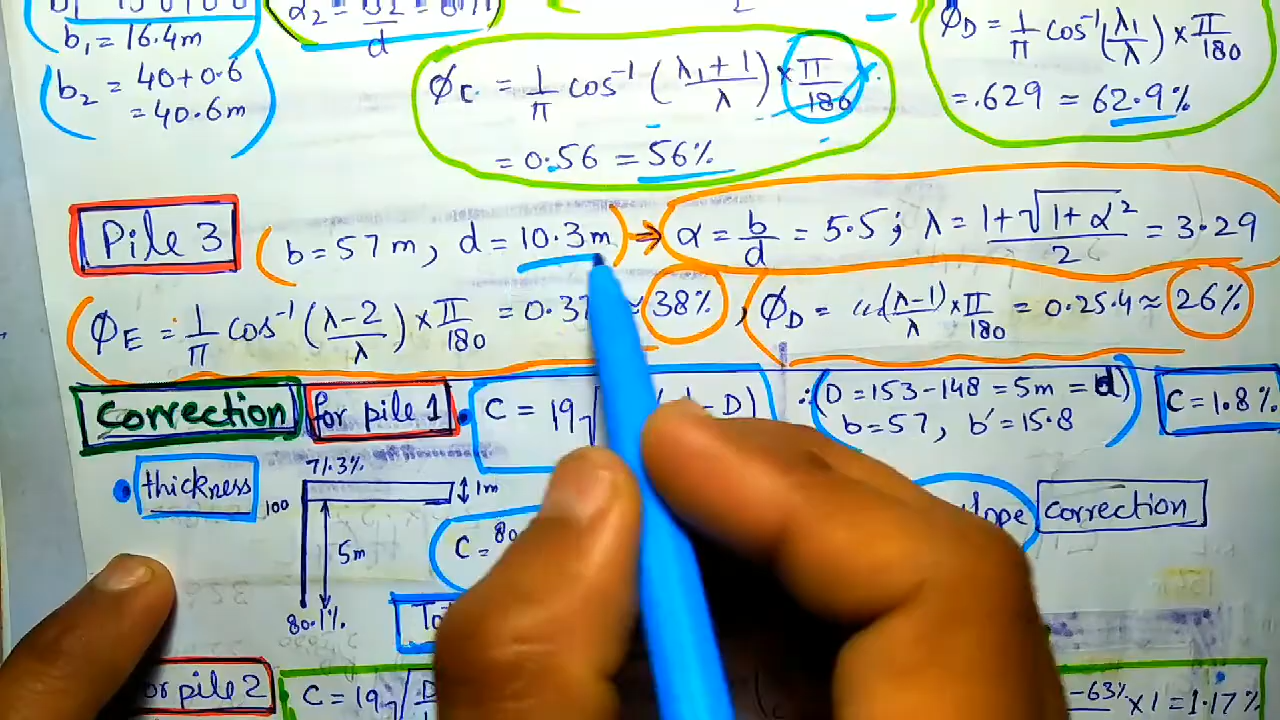 b₁ = 16.4m
b₂ = 40+0.6
= 40.6m
d
2
φC = 1/π cos⁻¹ (λ₁+1/λ) × π/180
= 0.56 = 56%
φD = 1/π cos⁻¹ (λ₁/λ) × π/180
= .629 = 62.9%
Pile 3
b = 57m, d = 10.3m → α = b/d = 5.5; λ = 1+√1+α²/2 = 3.29
φE = 1/π cos⁻¹ (λ-2/λ) × π/180 = 0.37 ≈ 38%, φD = (λ-1/λ) × π/180 = 0.25.4 ≈ 26%
correction for pile 1 C = 19√ D) ∴ (D = 153-148 = 5m = d)
b = 57, b' = 15.8
C = 1.8%
thickness
71.3%
1m
100
5m
80.1%
C = 80
slope correction
pile 2
C = 19√D
-63% × 1 = 1.17%